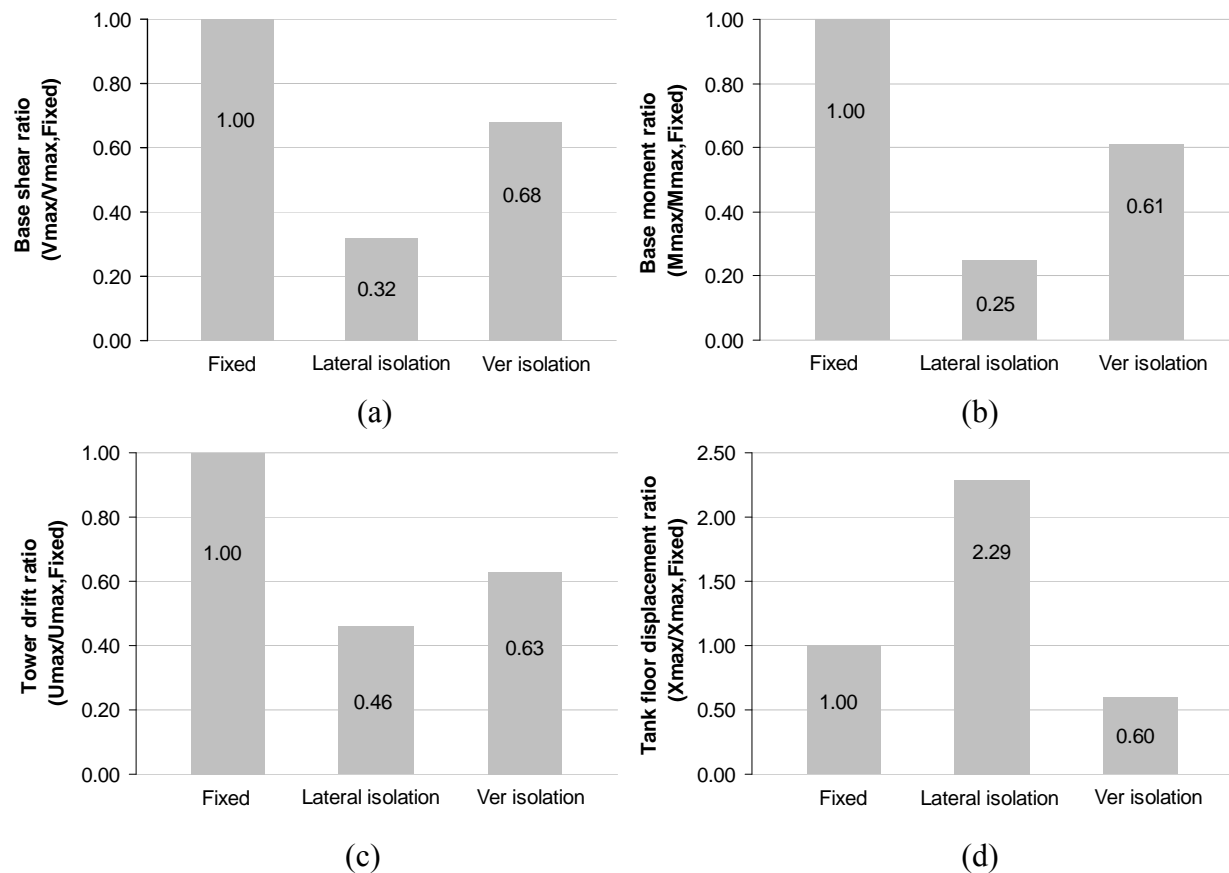 Base shear ratio
(Vmax/Vmax,Fixed)
1.00
0.80
0.60
0.40
0.20
0.00
1.00
0.32
0.68
Fixed
Lateral isolation
Ver isolation
(a)
Base moment ratio
(Mmax/Mmax,Fixed)
1.00
0.80
0.60
0.40
0.20
0.00
1.00
0.25
0.61
Fixed
Lateral isolation
Ver isolation
(b)
Tower drift ratio
(Umax/Umax,Fixed)
1.00
0.80
0.60
0.40
0.20
0.00
1.00
0.46
0.63
Fixed
Lateral isolation
Ver isolation
(c)
Tank floor displacement ratio
(Xmax/Xmax,Fixed)
2.50
2.00
1.50
1.00
0.50
0.00
1.00
2.29
0.60
Fixed
Lateral isolation
Ver isolation
(d)